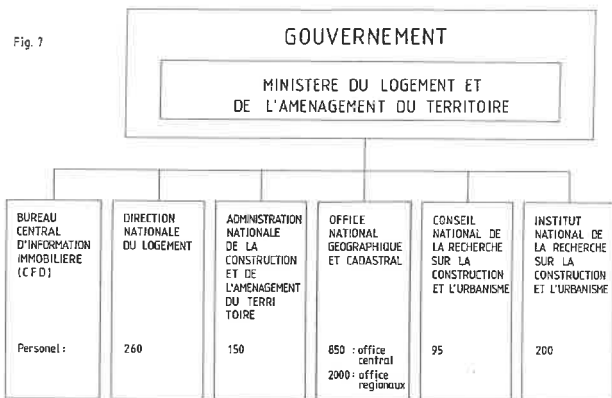 Fig. 7
GOUVERNEMENT
MINISTERE DU LOGEMENT ET
DE L'AMENAGEMENT DU TERRITOIRE
BUREAU
CENTRAL
D'INFORMATION
IMMOBILIERE
(CFD)
Personel :
DIRECTION
NATIONALE
DU LOGEMENT
260
ADMINISTRATION
NATIONALE
DE LA
CONSTRUCTION
ET DE
L'AMENAGEMENT
DU TERRI
TOIRE
150
OFFICE
NATIONAL
GEOGRAPHIQUE
ET CADASTRAL
850 : office
central
2000: office
regionaux
CONSEIL
NATIONAL DE
LA RECHERCHE
SUR LA
CONSTRUCTION
ET L'URBANISME
95
INSTITUT
NATIONAL DE
LA RECHERCHE
SUR LA
CONSTRUCTION
ET L'URBANISME
200